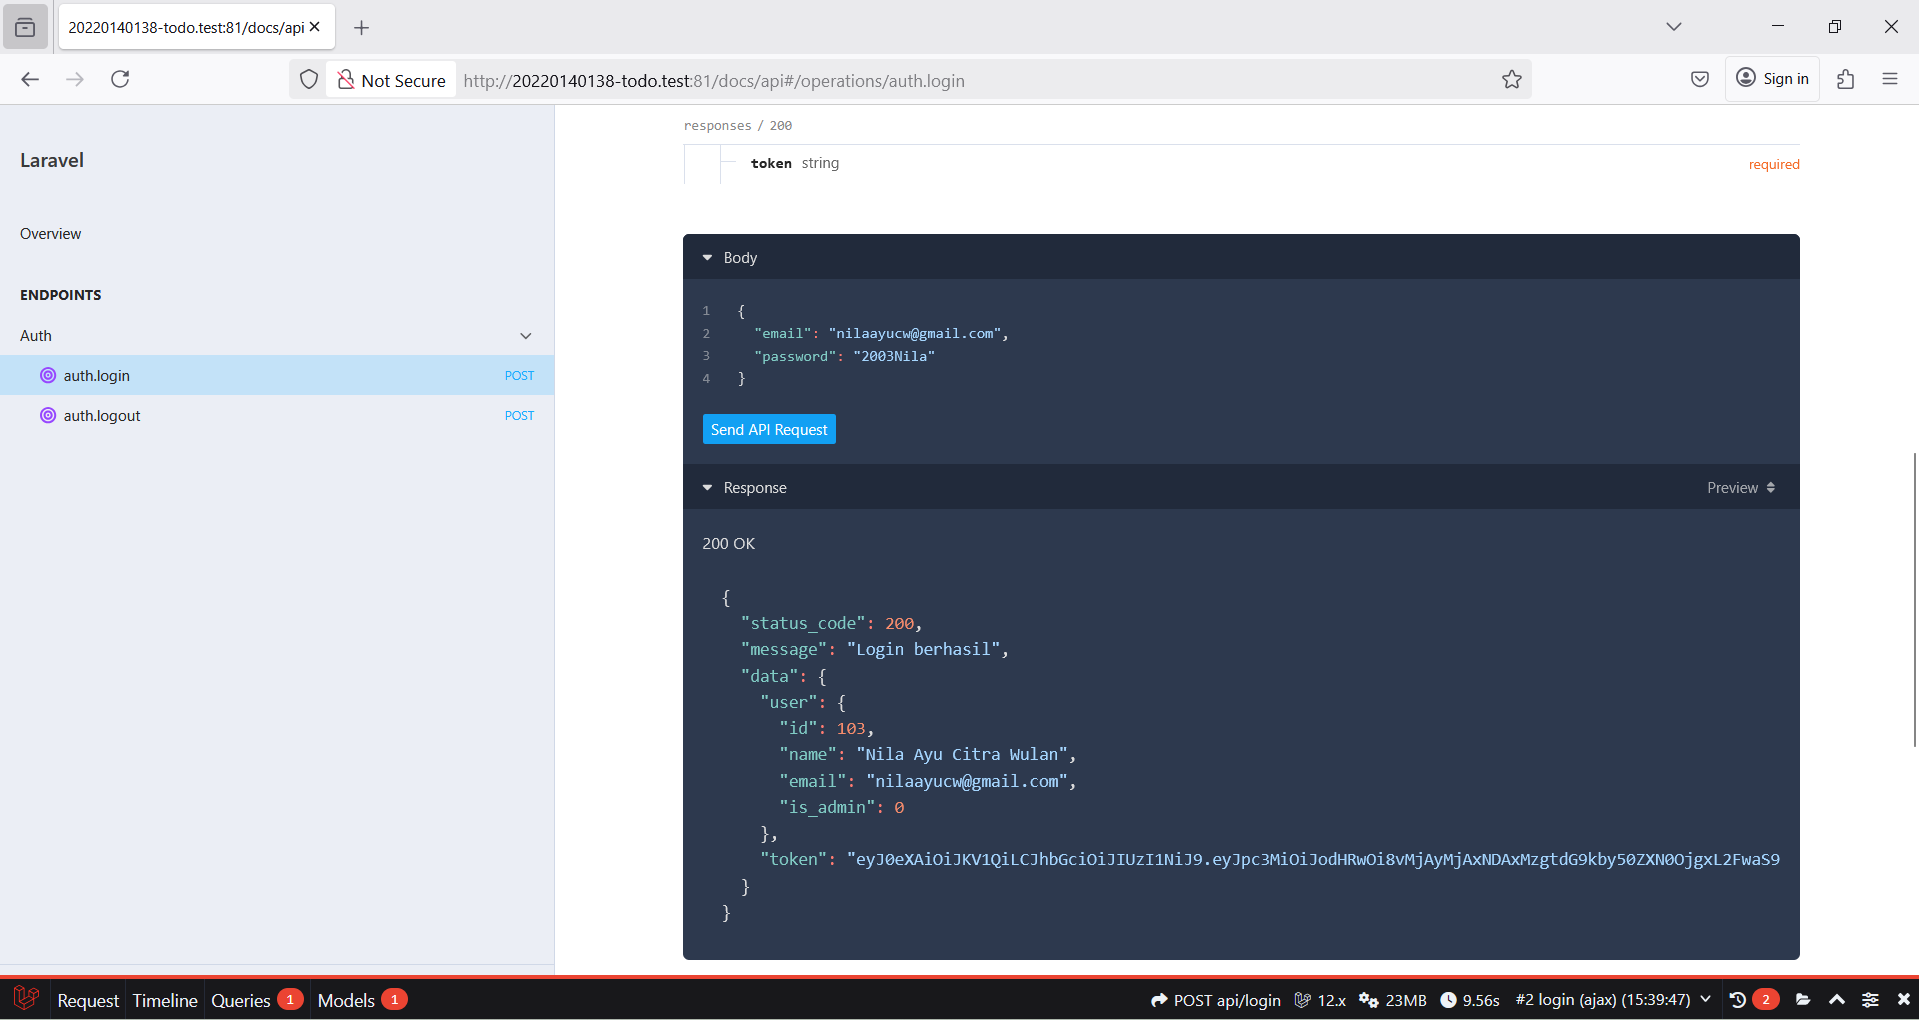 20220140138-todo.test:81/docs/api
Not Secure
http://20220140138-todo.test:81/docs/api#/operations/auth.login
Sign in
Laravel
Overview
ENDPOINTS
Auth
auth.login POST
auth.logout POST
responses / 200
token string required
Body
1 {
2 "email": "nilaayucw@gmail.com",
3 "password": "2003Nila"
4 }
Send API Request
Response Preview
200 OK
{
"status_code": 200,
"message": "Login berhasil",
"data": {
"user": {
"id": 103,
"name": "Nila Ayu Citra Wulan",
"email": "nilaayucw@gmail.com",
"is_admin": 0
},
"token": "eyJ0eXAiOiJKV1QiLCJhbGciOiJIUzI1NiJ9.eyJpc3MiOiJodHRwOi8vMjAyMjAxNDAxMzgtdG9kby50ZXN0OjgxL2FwaS9
}
}
Request Timeline Queries 1 Models 1 POST api/login 12.x 23MB 9.56s #2 login (ajax) (15:39:47) 2